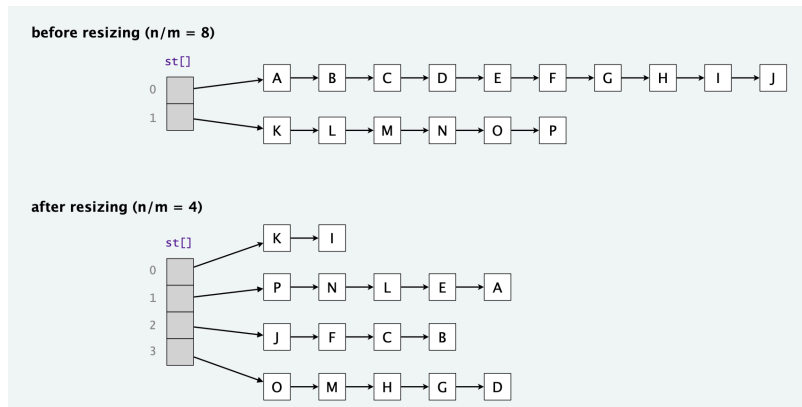 before resizing (n/m = 8)
st[]
0
A B C D E F G H I J
1
K L M N O P
after resizing (n/m = 4)
st[]
K I
0
P N L E A
1
2
J F C B
3
O M H G D